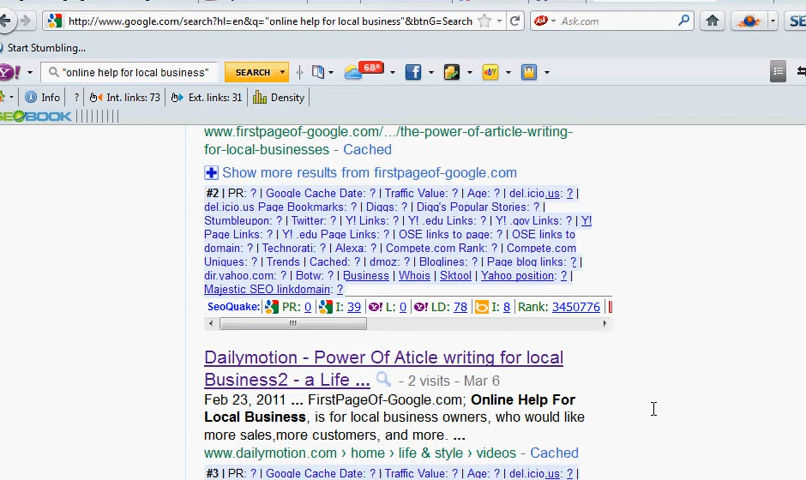 http://www.google.com/search?hl=en&q="online help for local business"&btnG=Search
Ask.com
Start Stumbling...
"online help for local business"
SEARCH
68°
Info ? Int. links: 73 Ext. links: 31 Density
SEOBOOK
www.firstpageof-google.com/.../the-power-of-article-writing-
for-local-businesses - Cached
Show more results from firstpageof-google.com
#2 | PR: ? | Google Cache Date: ? | Traffic Value: ? | Age: ? | del.icio.us: ? |
del.icio.us Page Bookmarks: ? | Diggs: ? | Digg's Popular Stories: ? |
Stumbleupon: ? | Twitter: ? | Y! Links: ? | Y! .edu Links: ? | Y! .gov Links: ? | Y!
Page Links: ? | Y! .edu Page Links: ? | OSE links to page: ? | OSE links to
domain: ? | Technorati: ? | Alexa: ? | Compete.com Rank: ? | Compete.com
Uniques: ? | Trends | Cached: ? | dmoz: ? | Bloglines: ? | Page blog links: ? |
dir.yahoo.com: ? | Botw: ? | Business | Whois | Sktool | Yahoo position: ? |
Majestic SEO linkdomain: ?
SeoQuake: PR: 0 I: 39 L: 0 LD: 78 I: 8 Rank: 3450776
Dailymotion - Power Of Aticle writing for local
Business2 - a Life ... - 2 visits - Mar 6
Feb 23, 2011 ... FirstPageOf-Google.com; Online Help For
Local Business, is for local business owners, who would like
more sales,more customers, and more. ...
www.dailymotion.com › home › life & style › videos - Cached
#3 | PR: ? | Google Cache Date: ? | Traffic Value: ? | Age: ? | del.icio.us: ? |